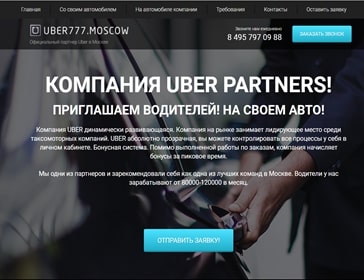 Главная Со своим автомобилем На автомобиле компании Требования Контакты Оставить заявку
UBER777.MOSCOW
Официальный партнер Uber в Москве
Звоните нам ежедневно
8 495 797 09 88
ЗАКАЗАТЬ ЗВОНОК
КОМПАНИЯ UBER PARTNERS!
ПРИГЛАШАЕМ ВОДИТЕЛЕЙ! НА СВОЕМ АВТО!
Компания UBER динамически развивающаяся. Компания на рынке занимает лидирующее место среди
таксомоторных компаний. UBER абсолютно прозрачная, вы можете контролировать все процессы у себя в
личном кабинете. Бонусная система. Помимо выполненной работы по заказам, компания начисляет
бонусы за пиковое время.
Мы одни из партнеров и зарекомендовали себя как одна из лучших команд в Москве. Водители у нас
зарабатывают от 80000-120000 в месяц.
ОТПРАВИТЬ ЗАЯВКУ!